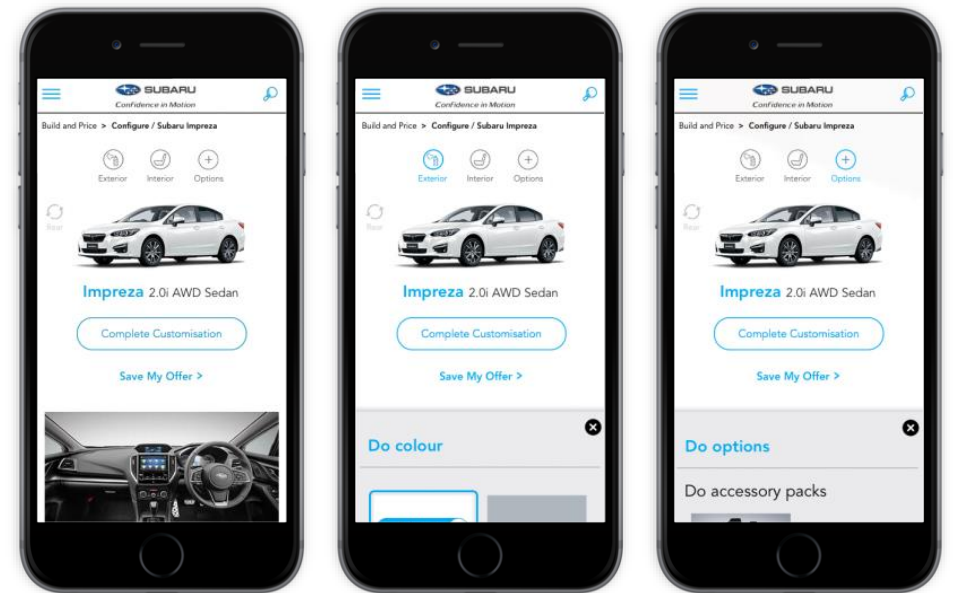 SUBARU
Confidence in Motion
Build and Price > Configure / Subaru Impreza
Exterior Interior Options
Rear
Impreza 2.0i AWD Sedan
Complete Customisation
Save My Offer >
SUBARU
Confidence in Motion
Build and Price > Configure / Subaru Impreza
Exterior Interior Options
Rear
Impreza 2.0i AWD Sedan
Complete Customisation
Save My Offer >
Do colour
SUBARU
Confidence in Motion
Build and Price > Configure / Subaru Impreza
Exterior Interior Options
Rear
Impreza 2.0i AWD Sedan
Complete Customisation
Save My Offer >
Do options
Do accessory packs